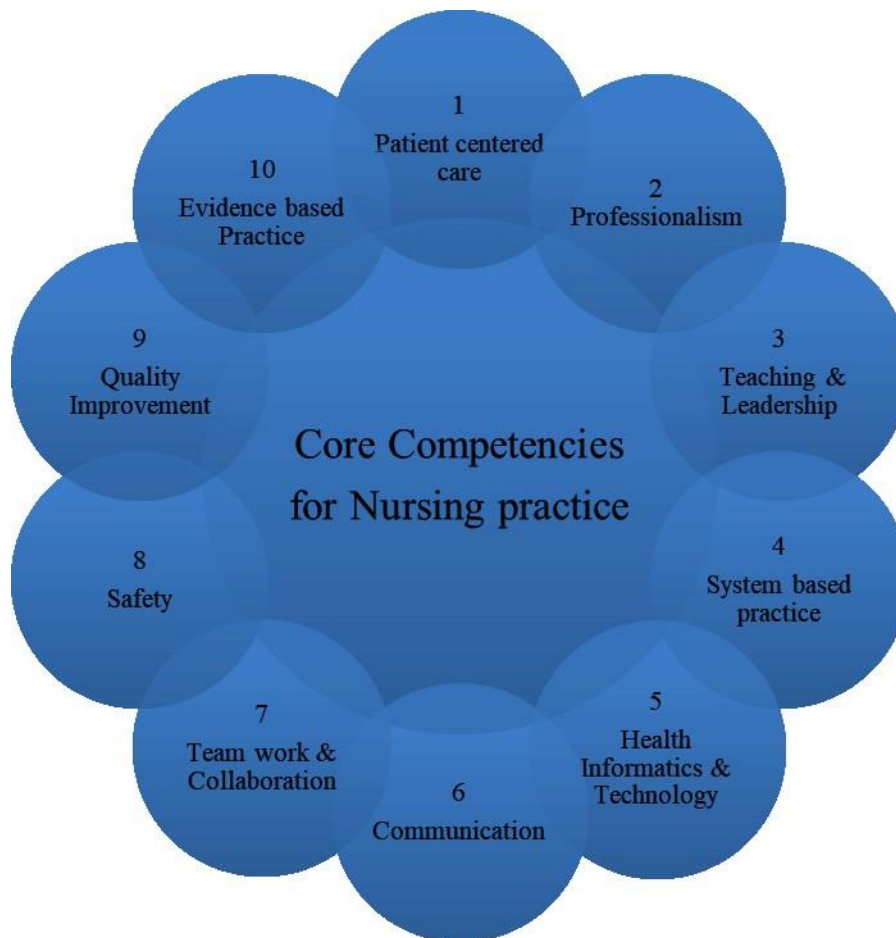 Core Competencies
for Nursing practice
1
Patient centered
care
2
Professionalism
3
Teaching &
Leadership
4
System based
practice
5
Health
Informatics &
Technology
6
Communication
7
Team work &
Collaboration
8
Safety
9
Quality
Improvement
10
Evidence based
Practice